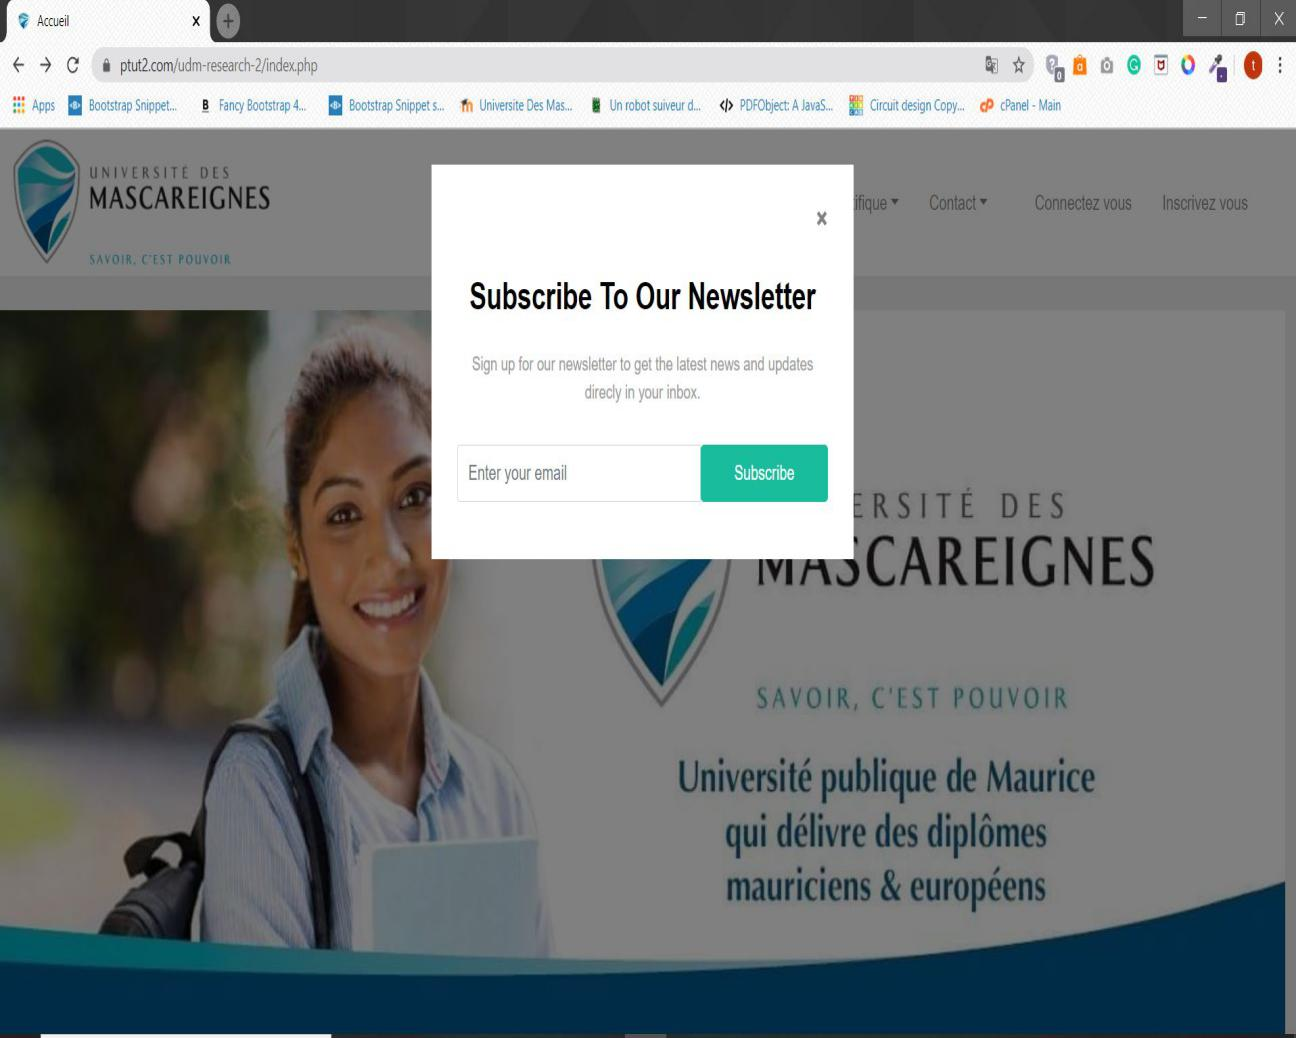 Accueil
ptut2.com/udm-research-2/index.php
Apps Bootstrap Snippet... Fancy Bootstrap 4... Bootstrap Snippet s... Universite Des Mas... Un robot suiveur d... PDFObject: A JavaS... Circuit design Copy... cPanel - Main
UNIVERSITÉ DES
MASCAREIGNES
SAVOIR, C'EST POUVOIR
ifique Contact Connectez vous Inscrivez vous
x
Subscribe To Our Newsletter
Sign up for our newsletter to get the latest news and updates
direcly in your inbox.
Enter your email Subscribe
ERSITÉ DES
MASCAREIGNES
SAVOIR, C'EST POUVOIR
Université publique de Maurice
qui délivre des diplômes
mauriciens & européens